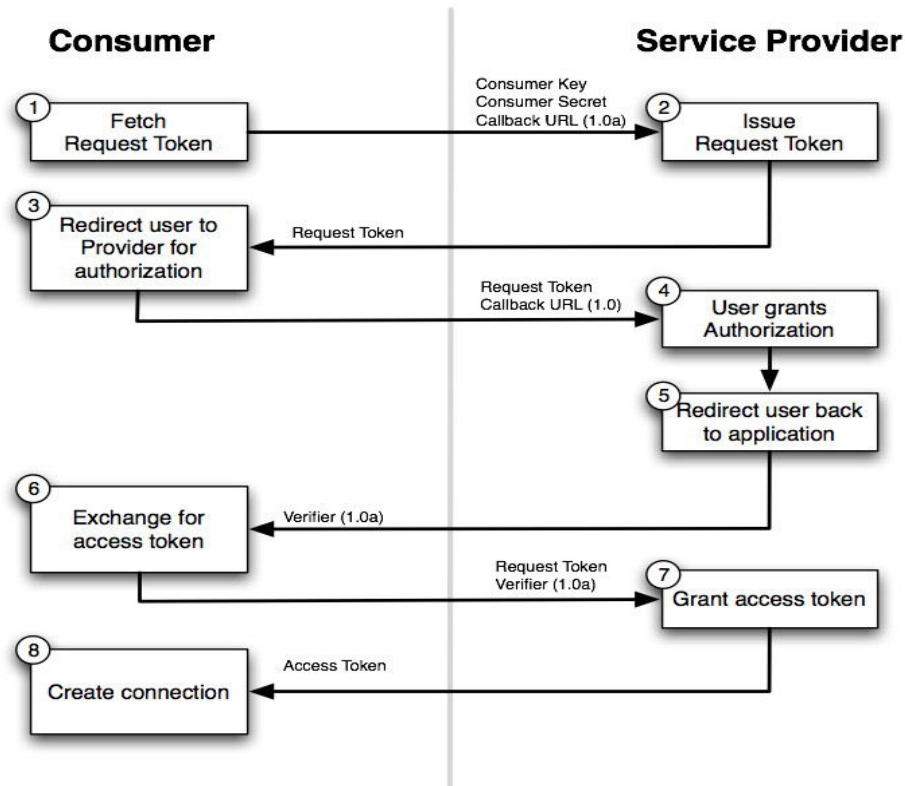 Consumer
Service Provider
Consumer Key
Consumer Secret
Callback URL (1.0a)
1
Fetch
Request Token
2
Issue
Request Token
3
Redirect user to
Provider for
authorization
Request Token
Request Token
Callback URL (1.0)
4
User grants
Authorization
5
Redirect user back
to application
6
Exchange for
access token
Verifier (1.0a)
Request Token
Verifier (1.0a)
7
Grant access token
8
Create connection
Access Token